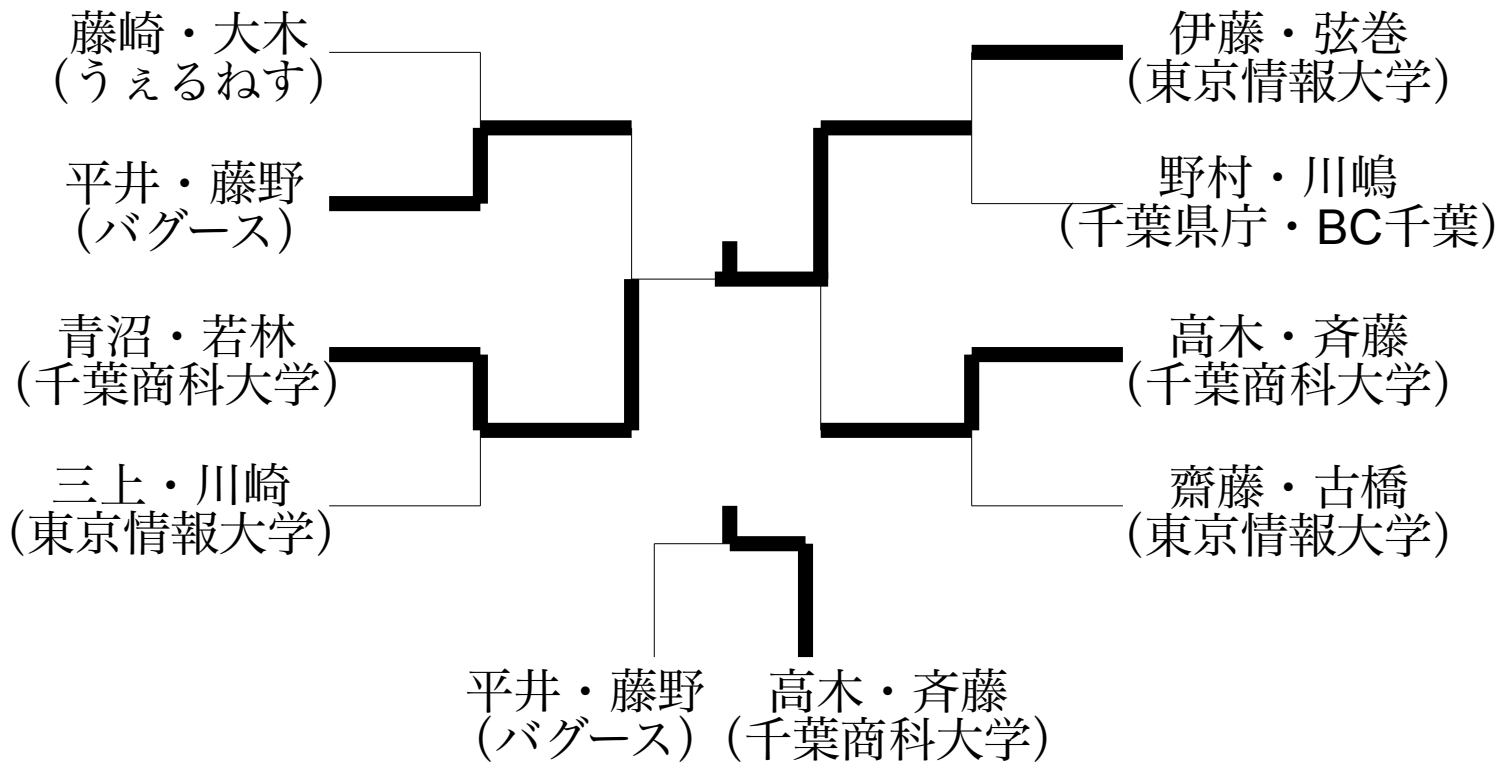 藤崎・大木
(うぇるねす)
平井・藤野
(バグース)
青沼・若林
(千葉商科大学)
三上・川崎
(東京情報大学)
伊藤・弦巻
(東京情報大学)
野村・川嶋
(千葉県庁・BC千葉)
高木・斉藤
(千葉商科大学)
齋藤・古橋
(東京情報大学)
平井・藤野
(バグース)
高木・斉藤
(千葉商科大学)